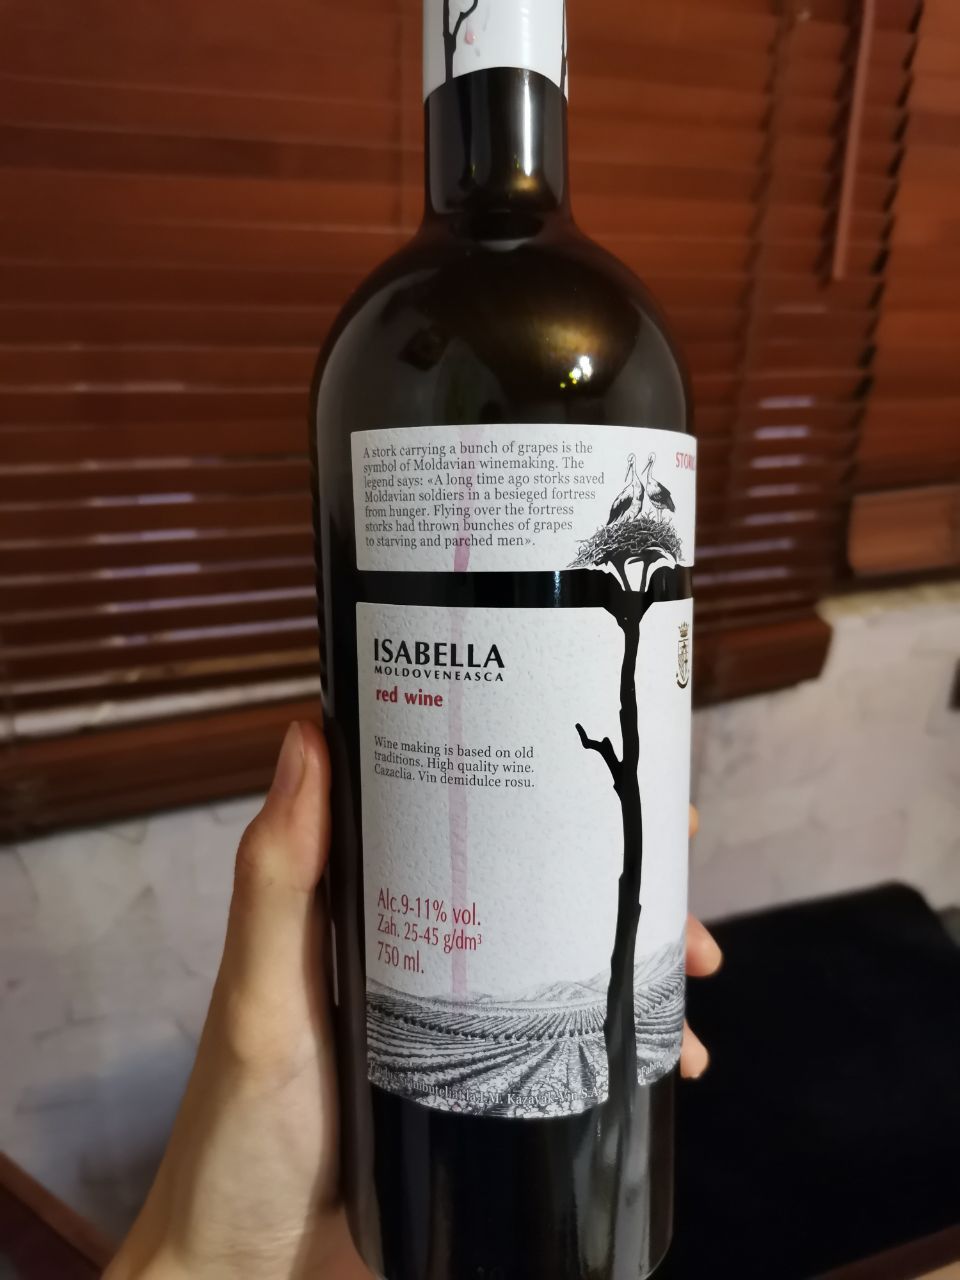 A stork carrying a bunch of grapes is the
symbol of Moldavian winemaking. The
legend says: «A long time ago storks saved
Moldavian soldiers in a besieged fortress
from hunger. Flying over the fortress
storks had thrown bunches of grapes
to starving and parched men».
ISABELLA
MOLDOVENEASCA
red wine
Wine making is based on old
traditions. High quality wine.
Cazaclia. Vin demidulce rosu.
Alc.9-11% vol.
Zah. 25-45 g/dm³
750 ml.
Kazayak-Vin S.A.